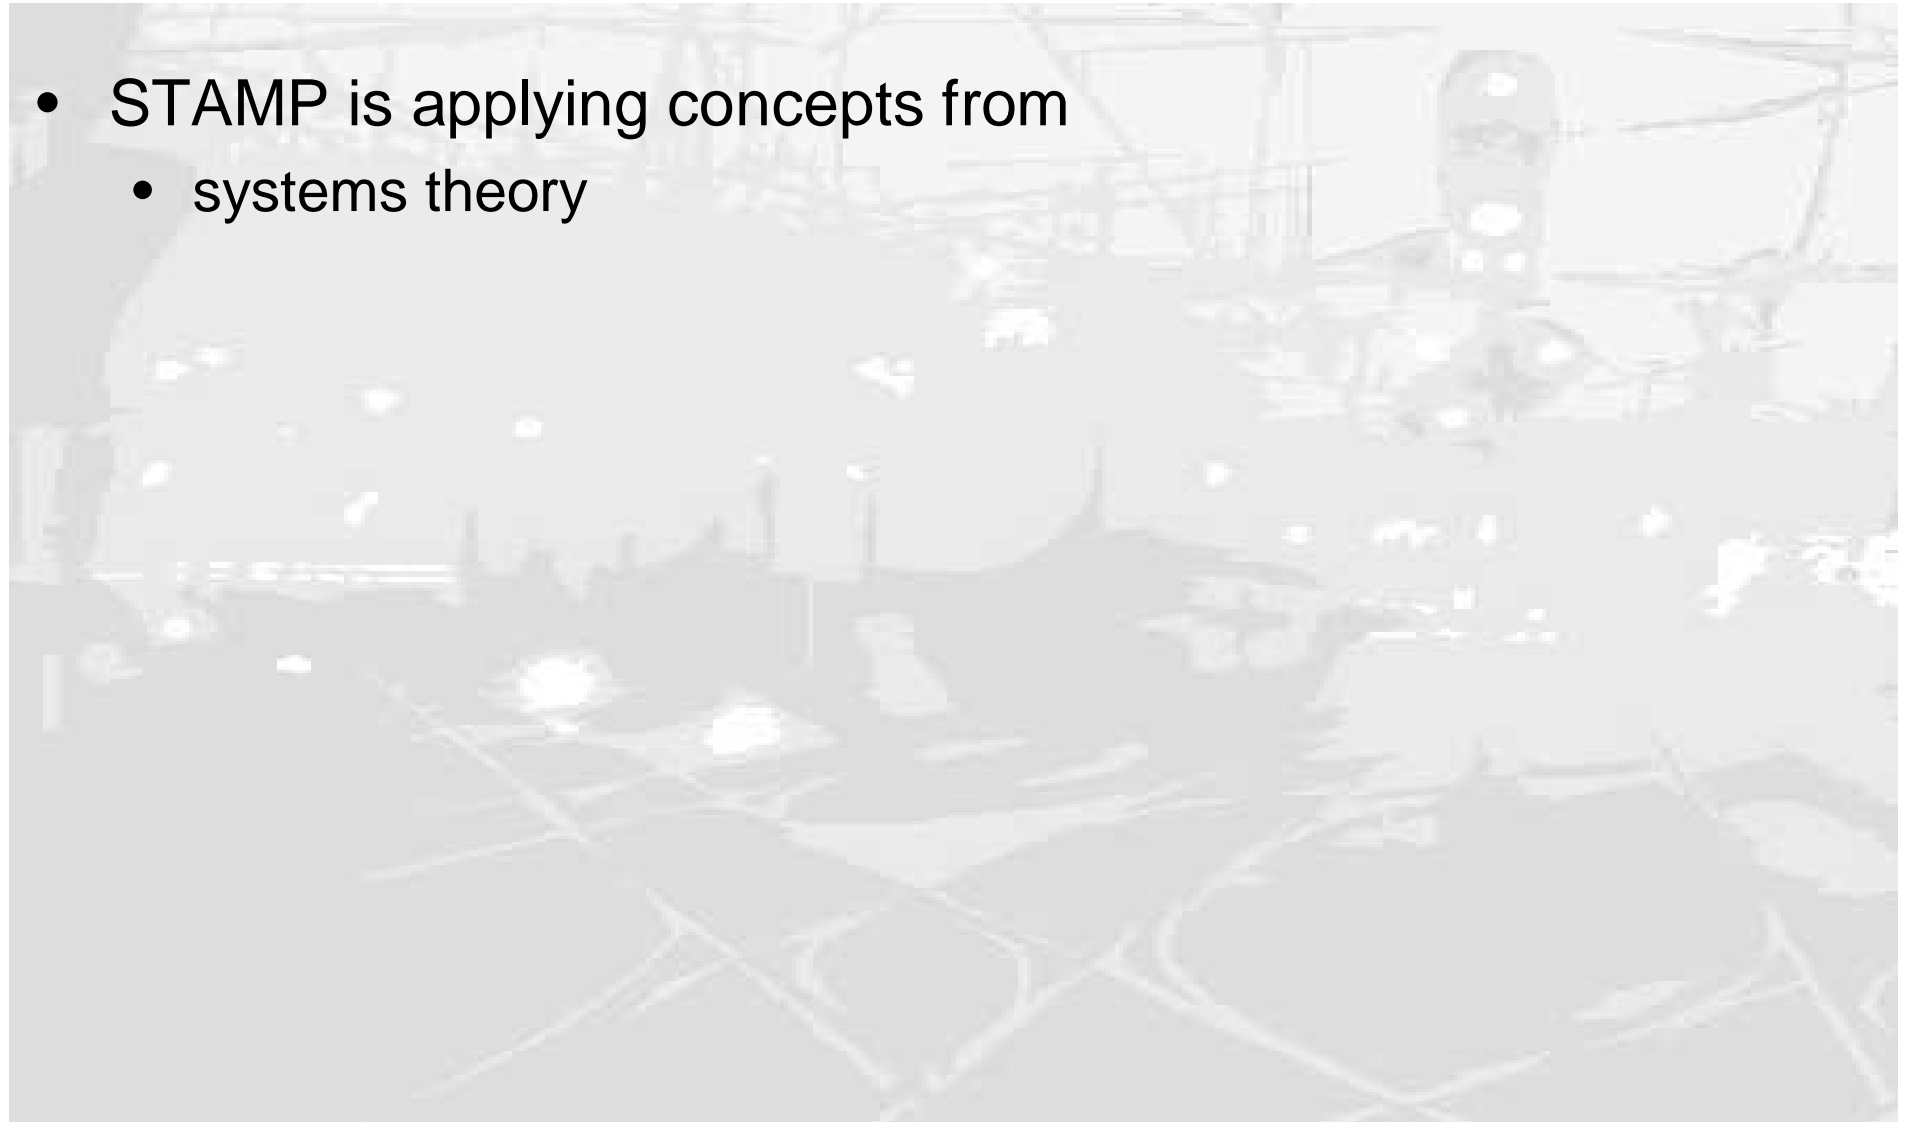 • STAMP is applying concepts from
• systems theory